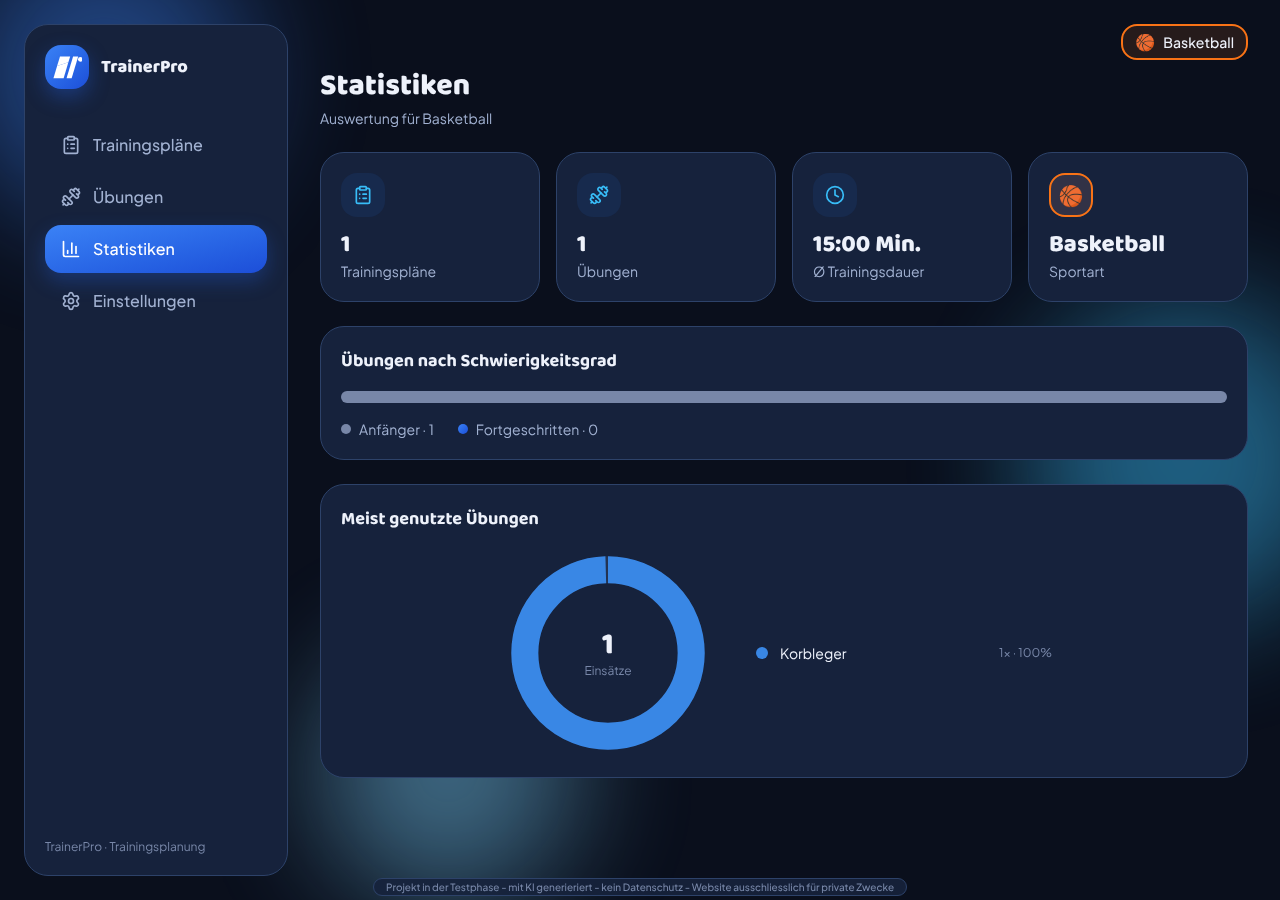 TrainerPro
Trainingspläne
Übungen
Statistiken
Einstellungen
TrainerPro · Trainingsplanung
Basketball
Statistiken
Auswertung für Basketball
1
Trainingspläne
1
Übungen
15:00 Min.
Ø Trainingsdauer
Basketball
Sportart
Übungen nach Schwierigkeitsgrad
Anfänger · 1
Fortgeschritten · 0
Meist genutzte Übungen
1
Einsätze
Korbleger
1× · 100%
Projekt in der Testphase – mit KI generieriert – kein Datenschutz – Website ausschliesslich für private Zwecke